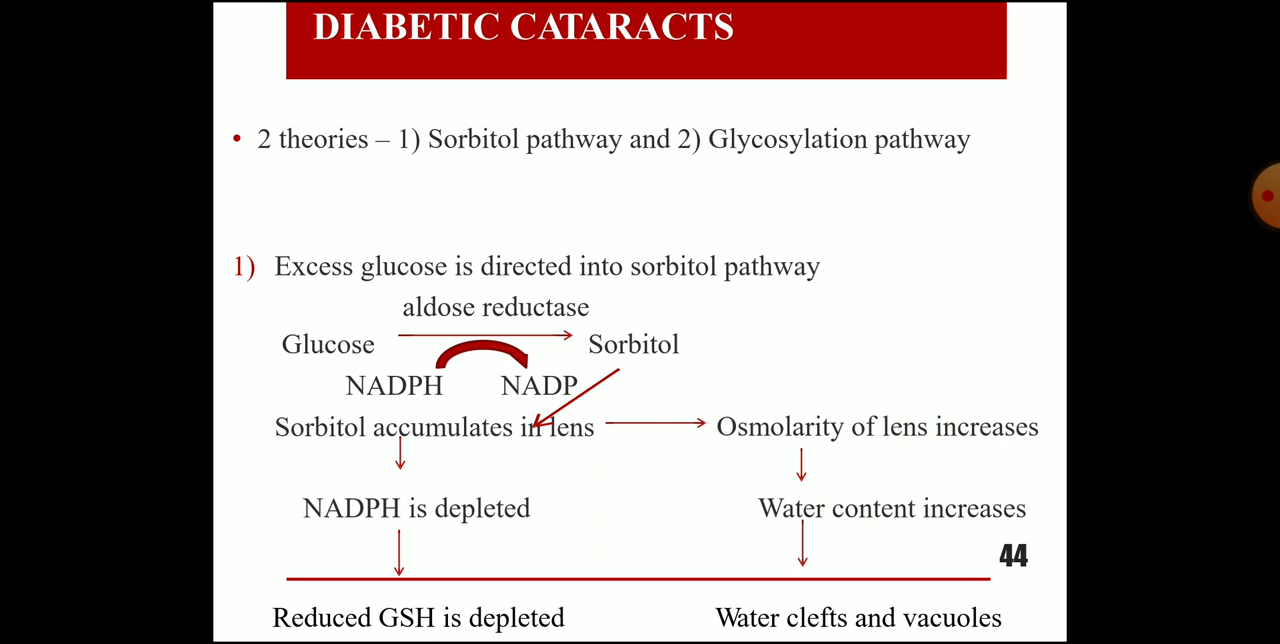 DIABETIC CATARACTS
• 2 theories – 1) Sorbitol pathway and 2) Glycosylation pathway
1) Excess glucose is directed into sorbitol pathway
aldose reductase
Glucose Sorbitol
NADPH NADP
Sorbitol accumulates in lens Osmolarity of lens increases
NADPH is depleted Water content increases
44
Reduced GSH is depleted Water clefts and vacuoles